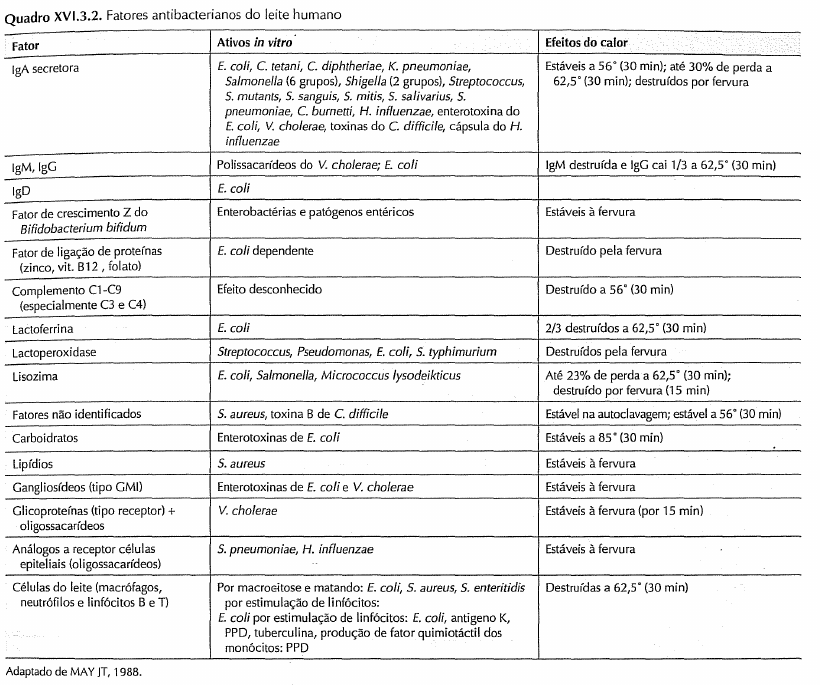 Quadro XVI.3.2. Fatores antibacterianos do leite humano
Fator
Ativos in vitro
Efeitos do calor
IgA secretora
E. coli, C. tetani, C. diphtheriae, K. pneumoniae,
Salmonella (6 grupos), Shigella (2 grupos), Streptococcus,
S. mutants, S. sanguis, S. mitis, S. salivarius, S.
pneumoniae, C. burnetti, H. influenzae, enterotoxina do
E. coli, V. cholerae, toxinas do C. difficile, cápsula do H.
influenzae
Estáveis a 56° (30 min); até 30% de perda a
62,5° (30 min); destruídos por fervura
IgM, IgG
Polissacarídeos do V. cholerae; E. coli
IgM destruída e IgG cai 1/3 a 62,5° (30 min)
IgD
E. coli
Fator de crescimento Z do
Bifidobacterium bifidum
Enterobactérias e patógenos entéricos
Estáveis à fervura
Fator de ligação de proteínas
(zinco, vit. B12 , folato)
E. coli dependente
Destruído pela fervura
Complemento C1-C9
(especialmente C3 e C4)
Efeito desconhecido
Destruído a 56° (30 min)
Lactoferrina
E. coli
2/3 destruídos a 62,5° (30 min)
Lactoperoxidase
Streptococcus, Pseudomonas, E. coli, S. typhimurium
Destruídos pela fervura
Lisozima
E. coli, Salmonella, Micrococcus lysodeikticus
Até 23% de perda a 62,5° (30 min);
destruído por fervura (15 min)
Fatores não identificados
S. aureus, toxina B de C. difficile
Estável na autoclavagem; estável a 56° (30 min)
Carboidratos
Enterotoxinas de E. coli
Estáveis a 85° (30 min)
Lipídios
S. aureus
Estáveis à fervura
Gangliosídeos (tipo GMI)
Enterotoxinas de E. coli e V. cholerae
Estáveis à fervura
Glicoproteínas (tipo receptor) +
oligossacarídeos
V. cholerae
Estáveis à fervura (por 15 min)
Análogos a receptor células
epiteliais (oligossacarídeos)
S. pneumoniae, H. influenzae
Estáveis à fervura
Células do leite (macrófagos,
neutrófilos e linfócitos B e T)
Por macrocitose e matando: E. coli, S. aureus, S. enteritidis
por estimulação de linfócitos:
E. coli por estimulação de linfócitos: E. coli, antigeno K,
PPD, tuberculina, produção de fator quimiotáctil dos
monócitos: PPD
Destruídas a 62,5° (30 min)
Adaptado de MAY JT, 1988.